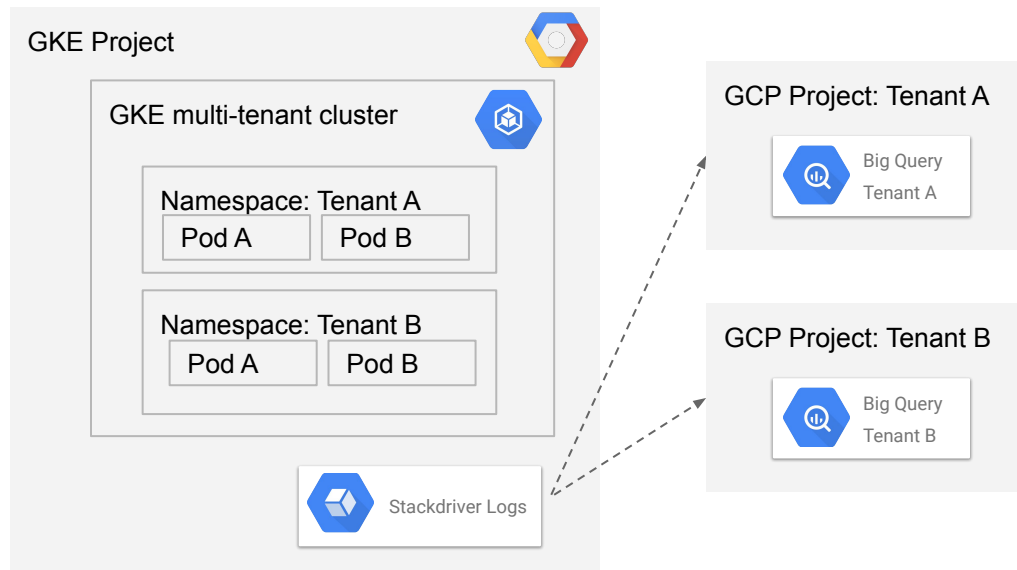 GKE Project
GKE multi-tenant cluster
Namespace: Tenant A
Pod A
Pod B
Namespace: Tenant B
Pod A
Pod B
Stackdriver Logs
GCP Project: Tenant A
Big Query
Tenant A
GCP Project: Tenant B
Big Query
Tenant B